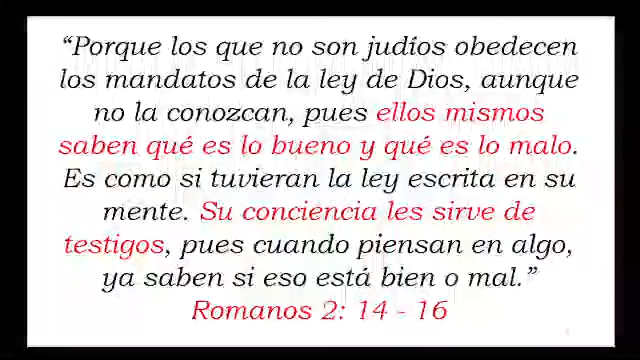 “Porque los que no son judíos obedecen
los mandatos de la ley de Dios, aunque
no la conozcan, pues ellos mismos
saben qué es lo bueno y qué es lo malo.
Es como si tuvieran la ley escrita en su
mente. Su conciencia les sirve de
testigos, pues cuando piensan en algo,
ya saben si eso está bien o mal.”
Romanos 2: 14 - 16